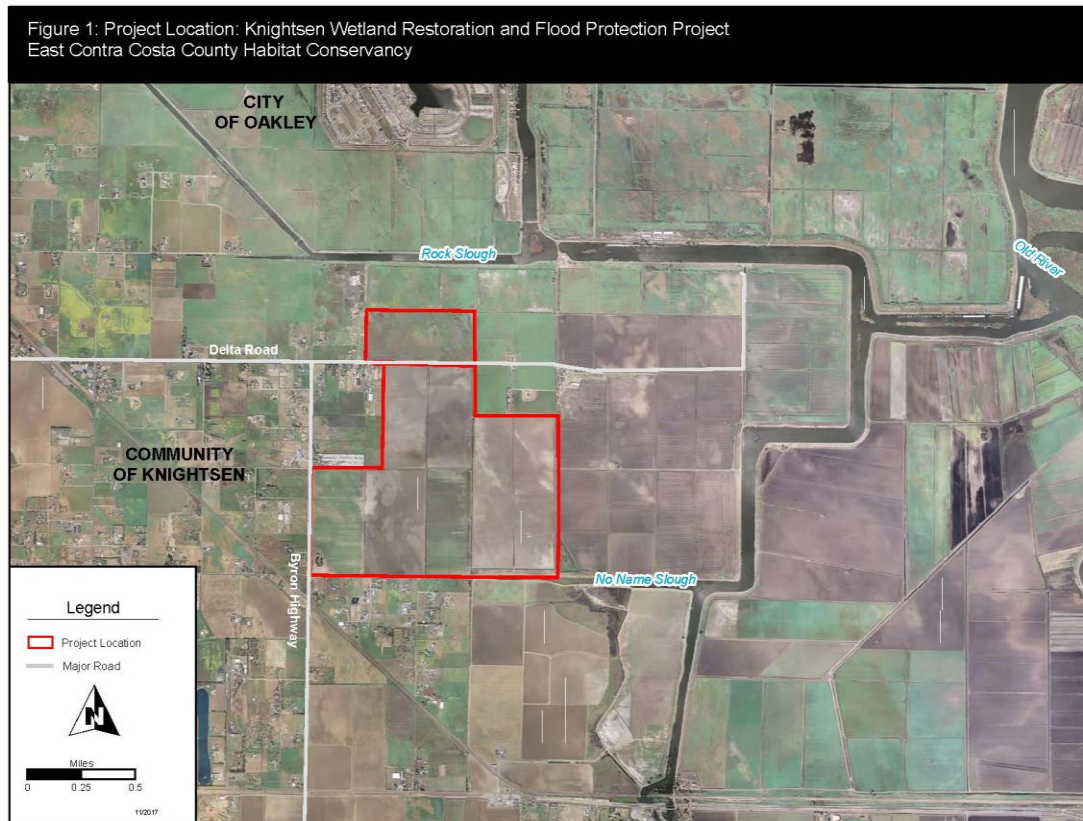 Figure 1: Project Location: Knightsen Wetland Restoration and Flood Protection Project
East Contra Costa County Habitat Conservancy
CITY
OF OAKLEY
Rock Slough
Old River
Delta Road
COMMUNITY
OF KNIGHTSEN
Byron Highway
No Name Slough
Legend
Project Location
Major Road
N
Miles
0 0.25 0.5
11/2017